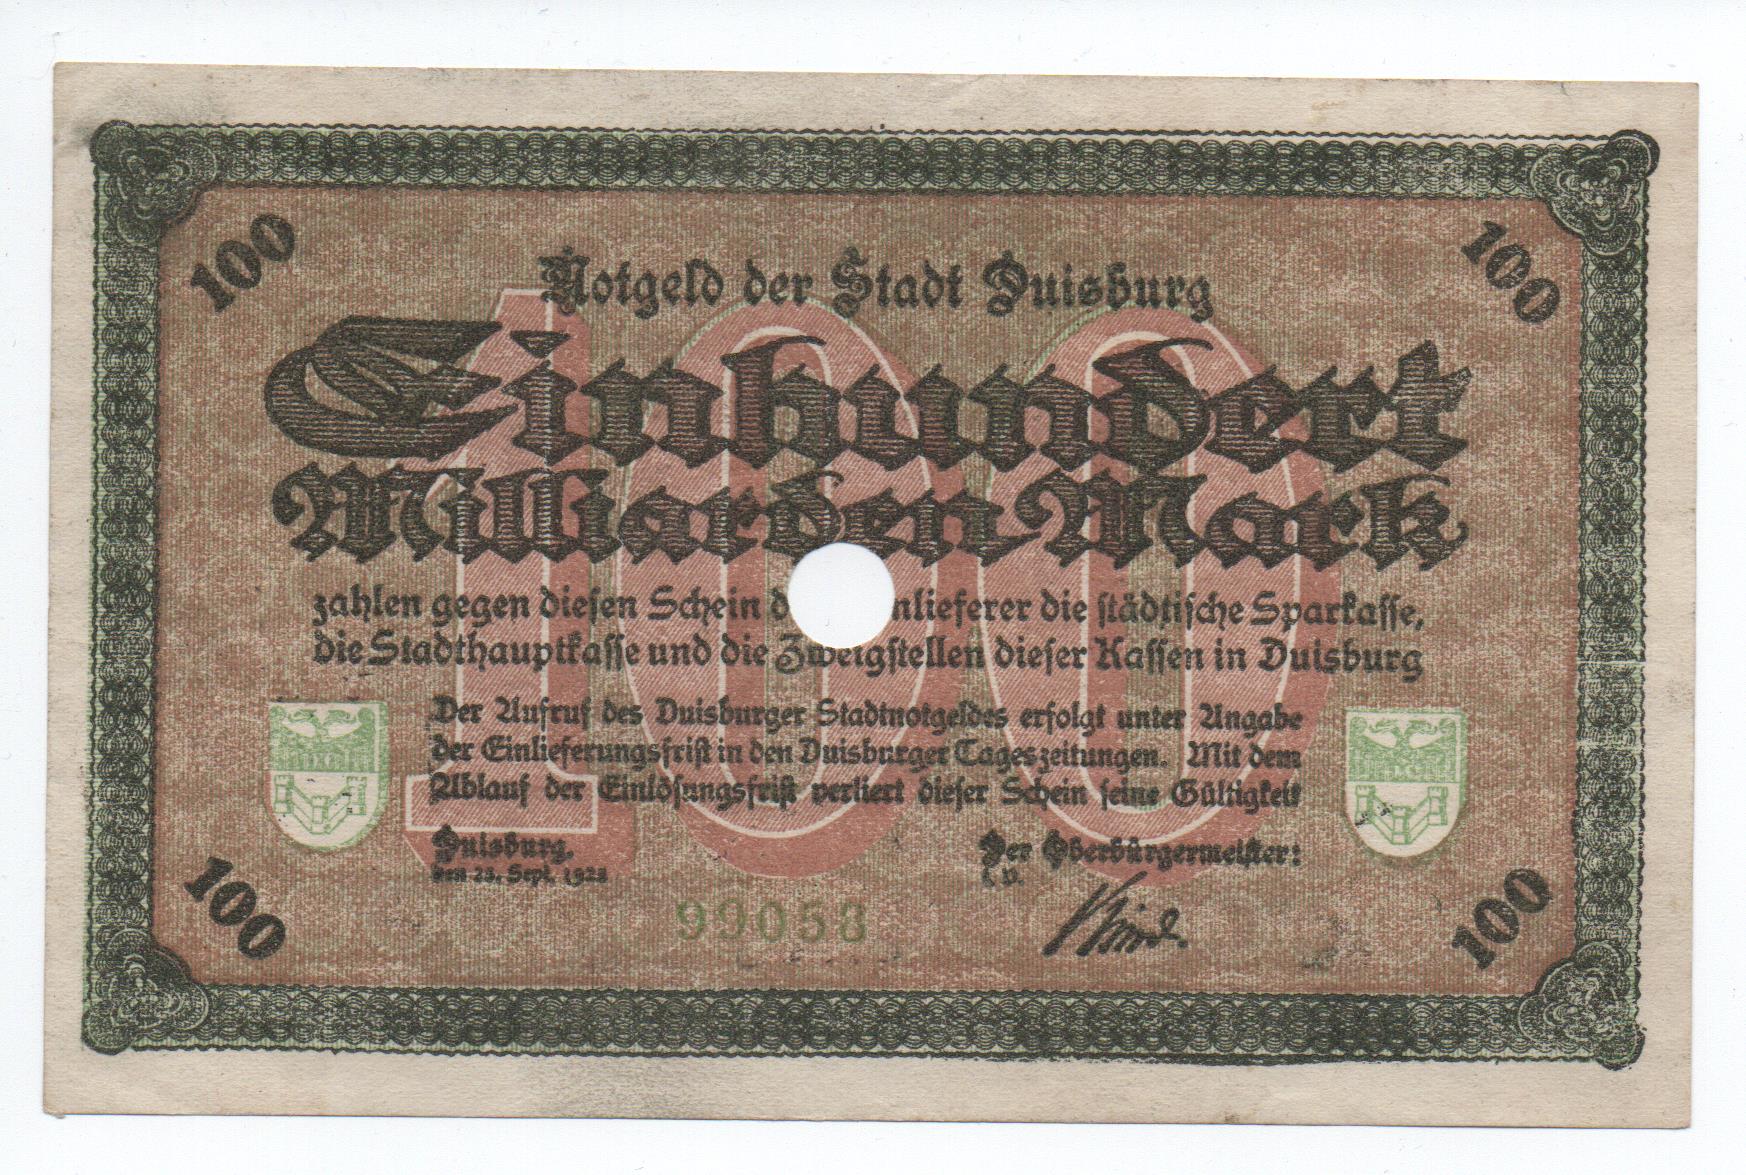 100
100
Notgeld der Stadt Duisburg
Einhundert
Milliarden Mark
zahlen gegen diesen Schein d nlieferer die städtische Sparkasse,
die Stadthauptkasse und die Zweigstellen dieser Kassen in Duisburg
Der Aufruf des Duisburger Stadtnotgeldes erfolgt unter Angabe
der Einlieferungsfrist in den Duisburger Tageszeitungen. Mit dem
Ablauf der Einlösungsfrist verliert dieser Schein seine Gültigkeit
Duisburg,
den 23. Sept. 1923
Der Oberbürgermeister:
I. V.
100
99058
100